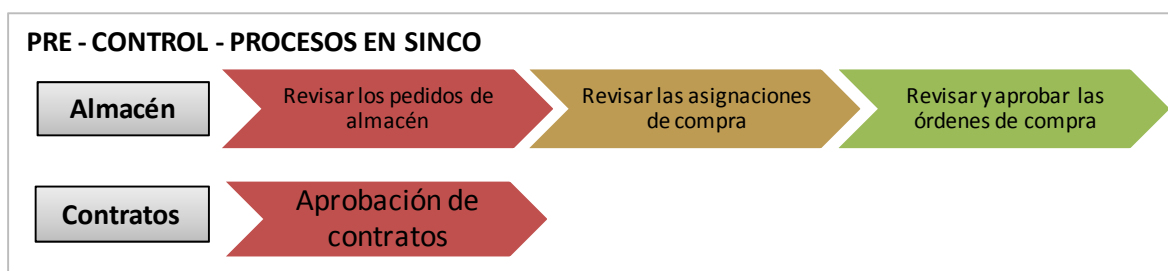 PRE - CONTROL - PROCESOS EN SINCO
Almacén
Revisar los pedidos de
almacén
Revisar las asignaciones
de compra
Revisar y aprobar las
órdenes de compra
Contratos
Aprobación de
contratos